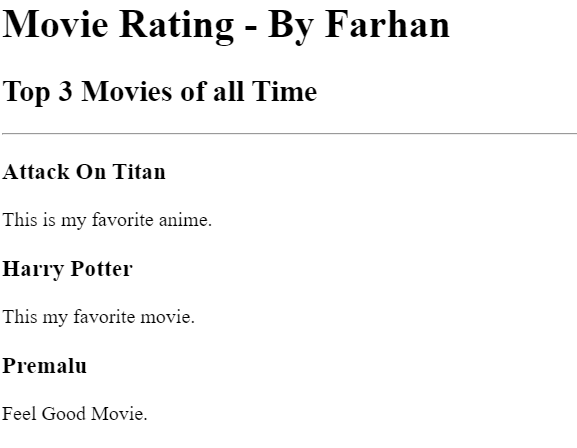 Movie Rating - By Farhan
Top 3 Movies of all Time
Attack On Titan
This is my favorite anime.
Harry Potter
This my favorite movie.
Premalu
Feel Good Movie.